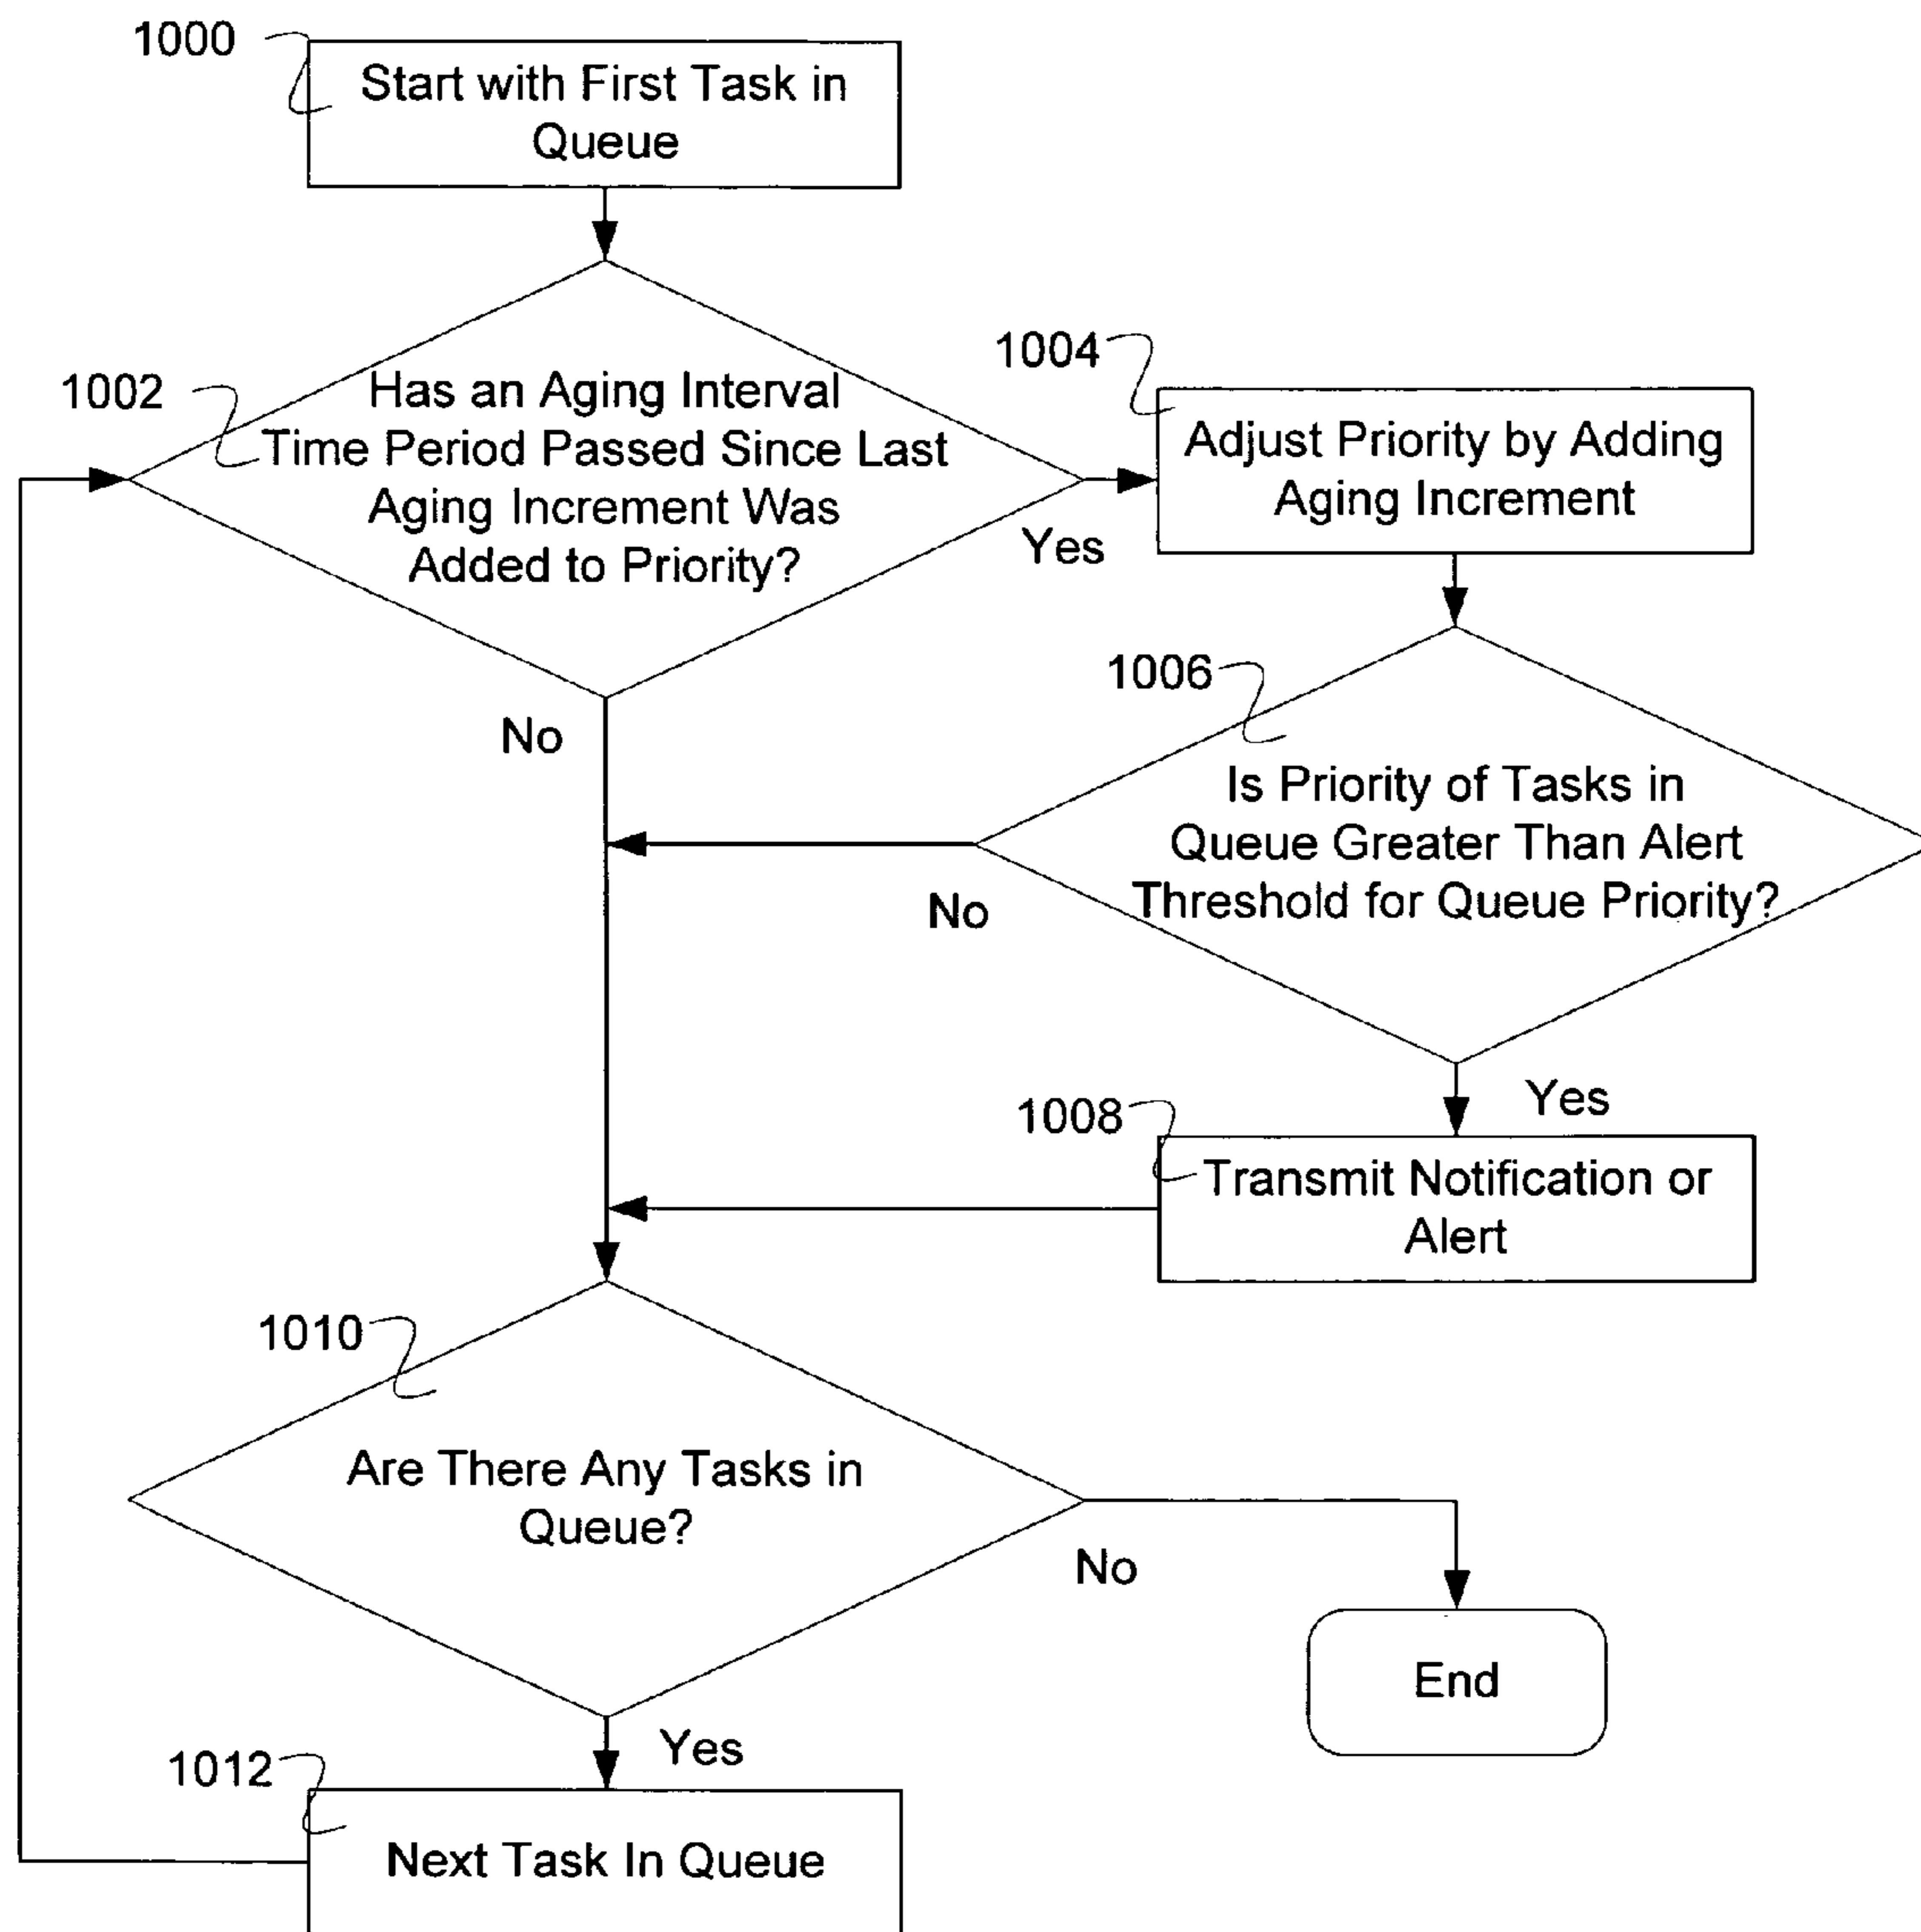 1000
Start with First Task in
Queue
1002
Has an Aging Interval
Time Period Passed Since Last
Aging Increment Was
Added to Priority?
Yes
No
1004
Adjust Priority by Adding
Aging Increment
1006
Is Priority of Tasks in
Queue Greater Than Alert
Threshold for Queue Priority?
No
Yes
1008
Transmit Notification or
Alert
1010
Are There Any Tasks in
Queue?
No
End
Yes
1012
Next Task In Queue